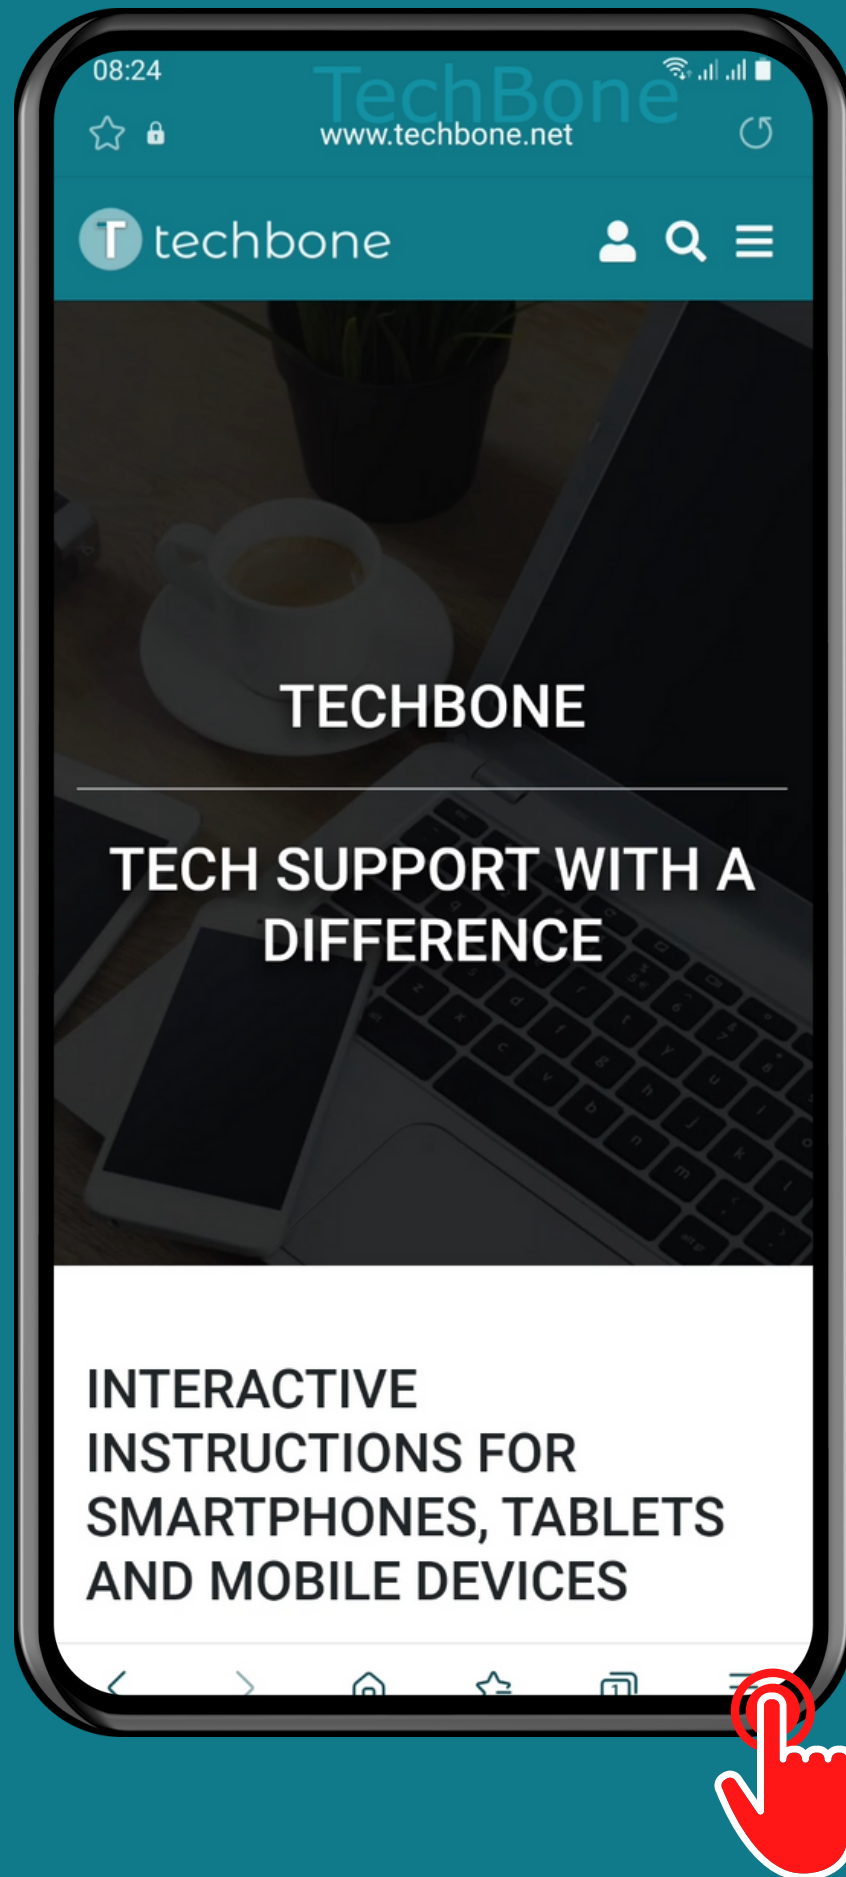 08:24
TechBone
www.techbone.net
T techbone
TECHBONE
TECH SUPPORT WITH A
DIFFERENCE
INTERACTIVE
INSTRUCTIONS FOR
SMARTPHONES, TABLETS
AND MOBILE DEVICES
1